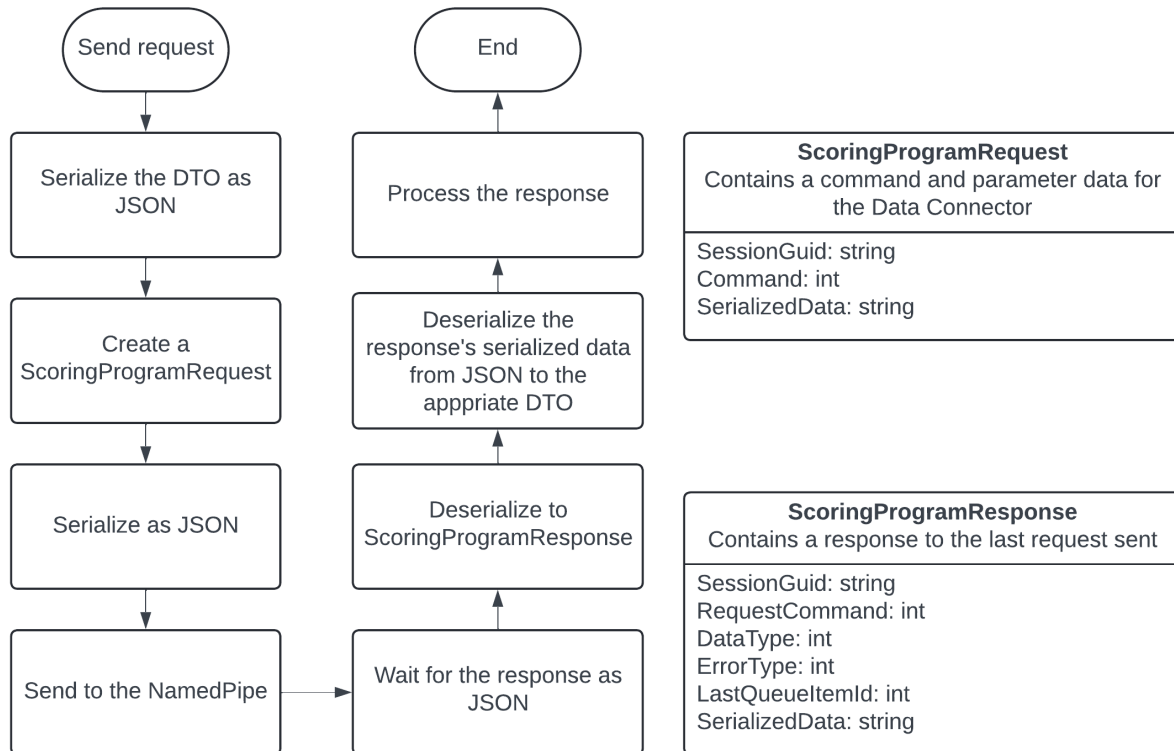 Send request
Serialize the DTO as
JSON
Create a
ScoringProgramRequest
Serialize as JSON
Send to the NamedPipe
Wait for the response as
JSON
Deserialize to
ScoringProgramResponse
Deserialize the
response's serialized data
from JSON to the
apppriate DTO
Process the response
End
ScoringProgramRequest
Contains a command and parameter data for
the Data Connector
SessionGuid: string
Command: int
SerializedData: string
ScoringProgramResponse
Contains a response to the last request sent
SessionGuid: string
RequestCommand: int
DataType: int
ErrorType: int
LastQueueItemId: int
SerializedData: string